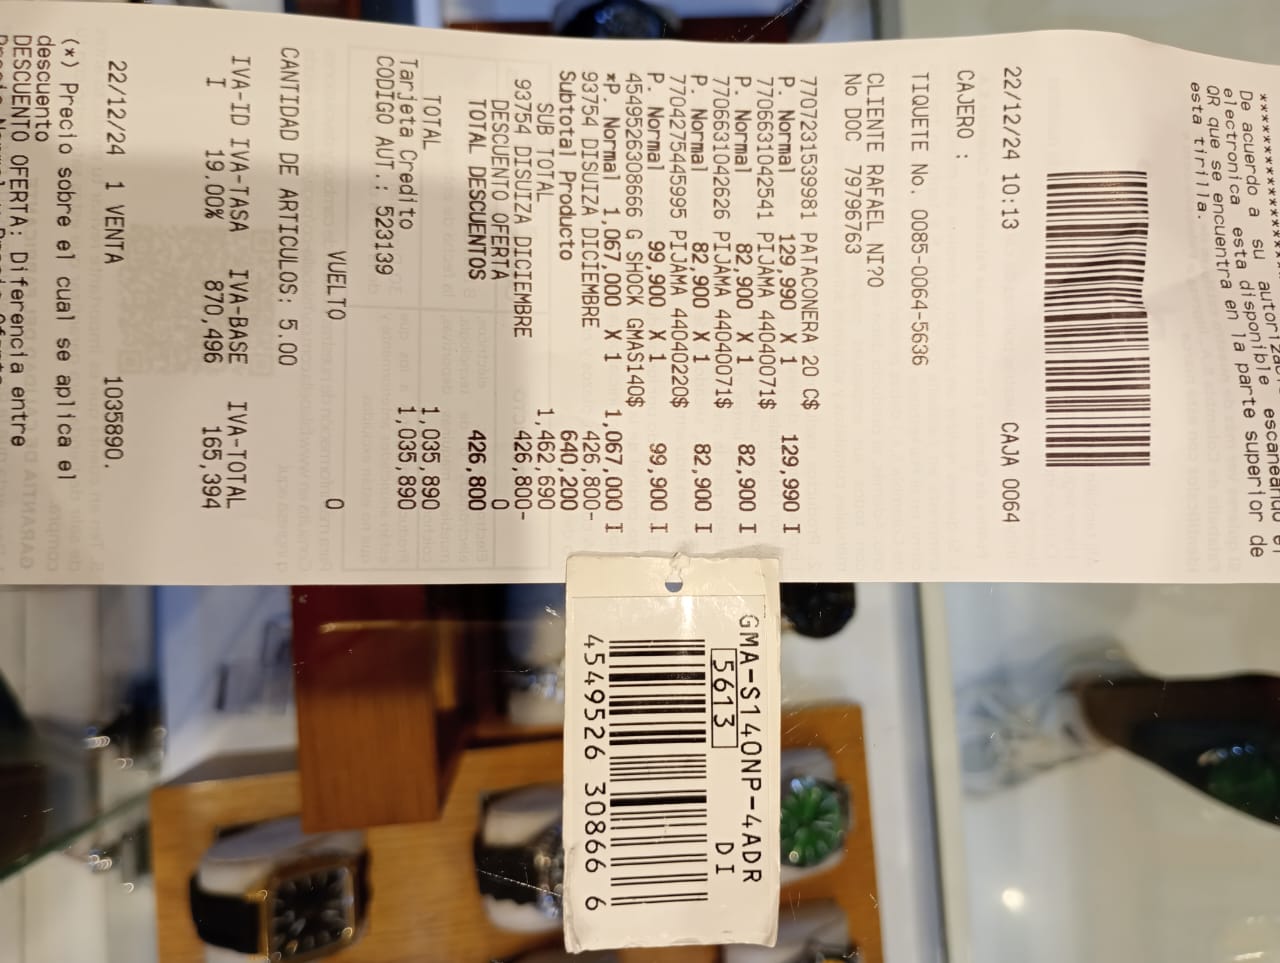 De acuerdo a su
electronica esta disponible escaneando el
QR que se encuentra en la parte superior de
esta tirilla.
22/12/24 10:13 CAJA 0064
CAJERO :
TIQUETE No. 0085-0064-5636
CLIENTE RAFAEL NI?O
No DOC 79796763
7707231539981 PATACONERA 20 C$
P. Normal 129,990 X 1 129,990 I
7706631042541 PIJAMA 44040071$
P. Normal 82,900 X 1 82,900 I
7706631042626 PIJAMA 44040071$
P. Normal 82,900 X 1 82,900 I
7704275445995 PIJAMA 44040220$
P. Normal 99,900 X 1 99,900 I
4549526308666 G SHOCK GMAS140$
*P. Normal 1,067,000 X 1 1,067,000 I
93754 DISUIZA DICIEMBRE 426,800-
Subtotal Producto 640,200
SUB TOTAL 1,462,690
93754 DISUIZA DICIEMBRE 426,800-
DESCUENTO OFERTA 0
TOTAL DESCUENTOS 426,800
TOTAL 1,035,890
Tarjeta Credito 1,035,890
CODIGO AUT.: 523139
VUELTO 0
CANTIDAD DE ARTICULOS: 5.00
IVA-ID IVA-TASA IVA-BASE IVA-TOTAL
I 19.00% 870,496 165,394
22/12/24 1 VENTA 1035890.
(*) Precio sobre el cual se aplica el
descuento
DESCUENTO OFERTA: Diferencia entre
GMA-S140NP-4ADR
5613 DI
4549526 30866 6